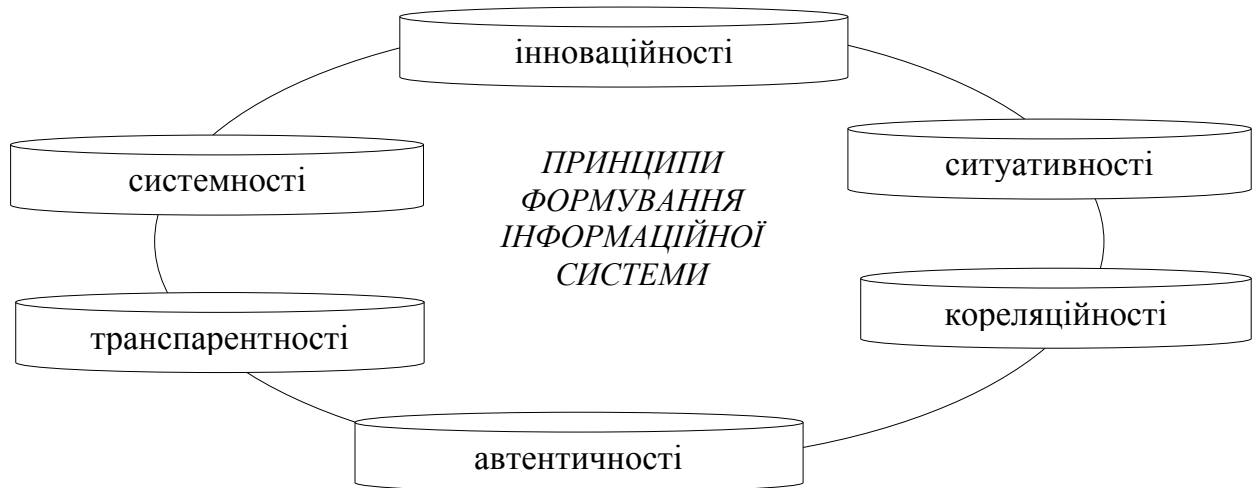 інноваційності
системності
ПРИНЦИПИ
ФОРМУВАННЯ
ІНФОРМАЦІЙНОЇ
СИСТЕМИ
ситуативності
транспарентності
кореляційності
автентичності